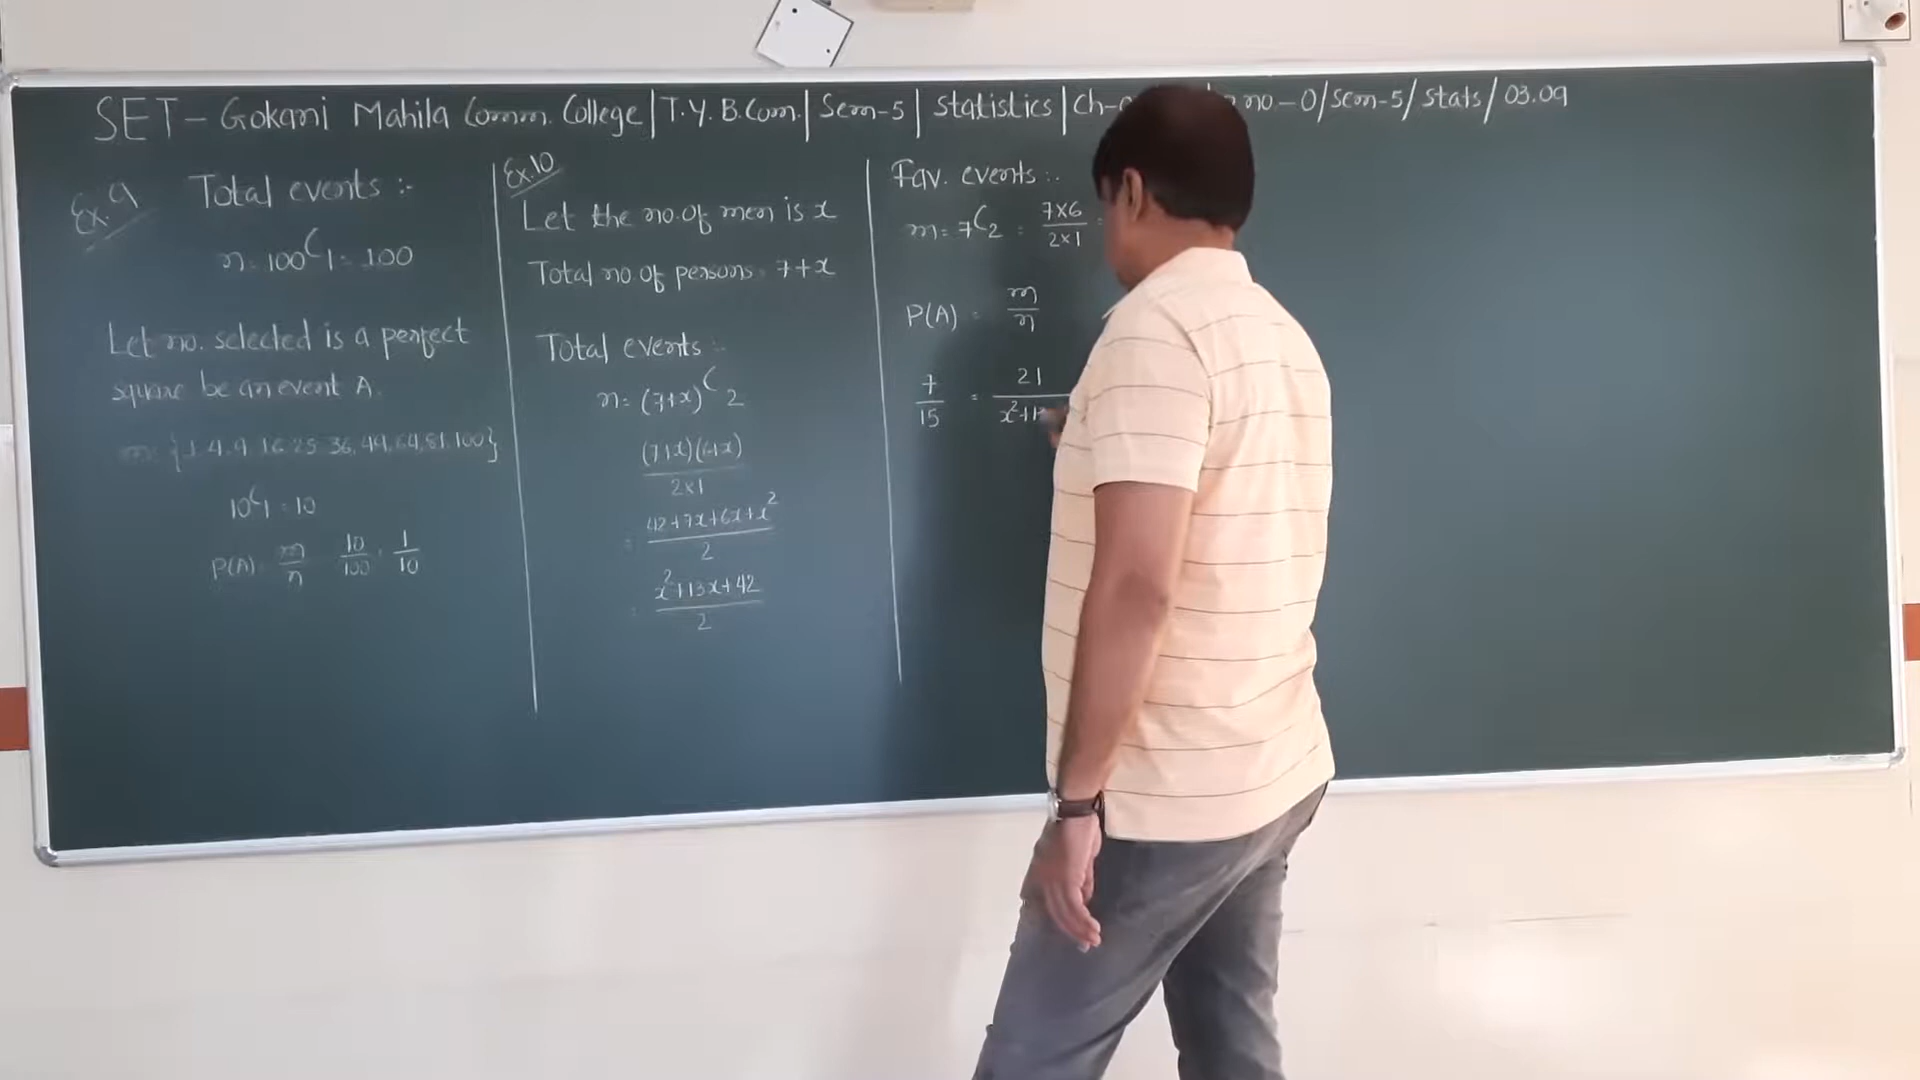 SET - Gokani Mahila Comm. College | T.Y. B.Com. | Sem-5 | Statistics | Ch- no-0/Sem-5/Stats/03.09
Ex.9
Total events :-
n = 100C1 = 100
Let no. selected is a perfect
square be an event A.
m = {1,4,9,16,25,36,49,64,81,100}
10C1 = 10
P(A) = m/n = 10/100 = 1/10
Ex.10
Let the no. of men is x
Total no. of persons = 7+x
Total events :-
n = (7+x)C2
(7+x)(6+x)/2×1
= 42+7x+6x+x²/2
= x²+13x+42/2
Fav. events :-
m = 7C2 = 7×6/2×1 =
P(A) = m/n
7/15 = 21/x²+1